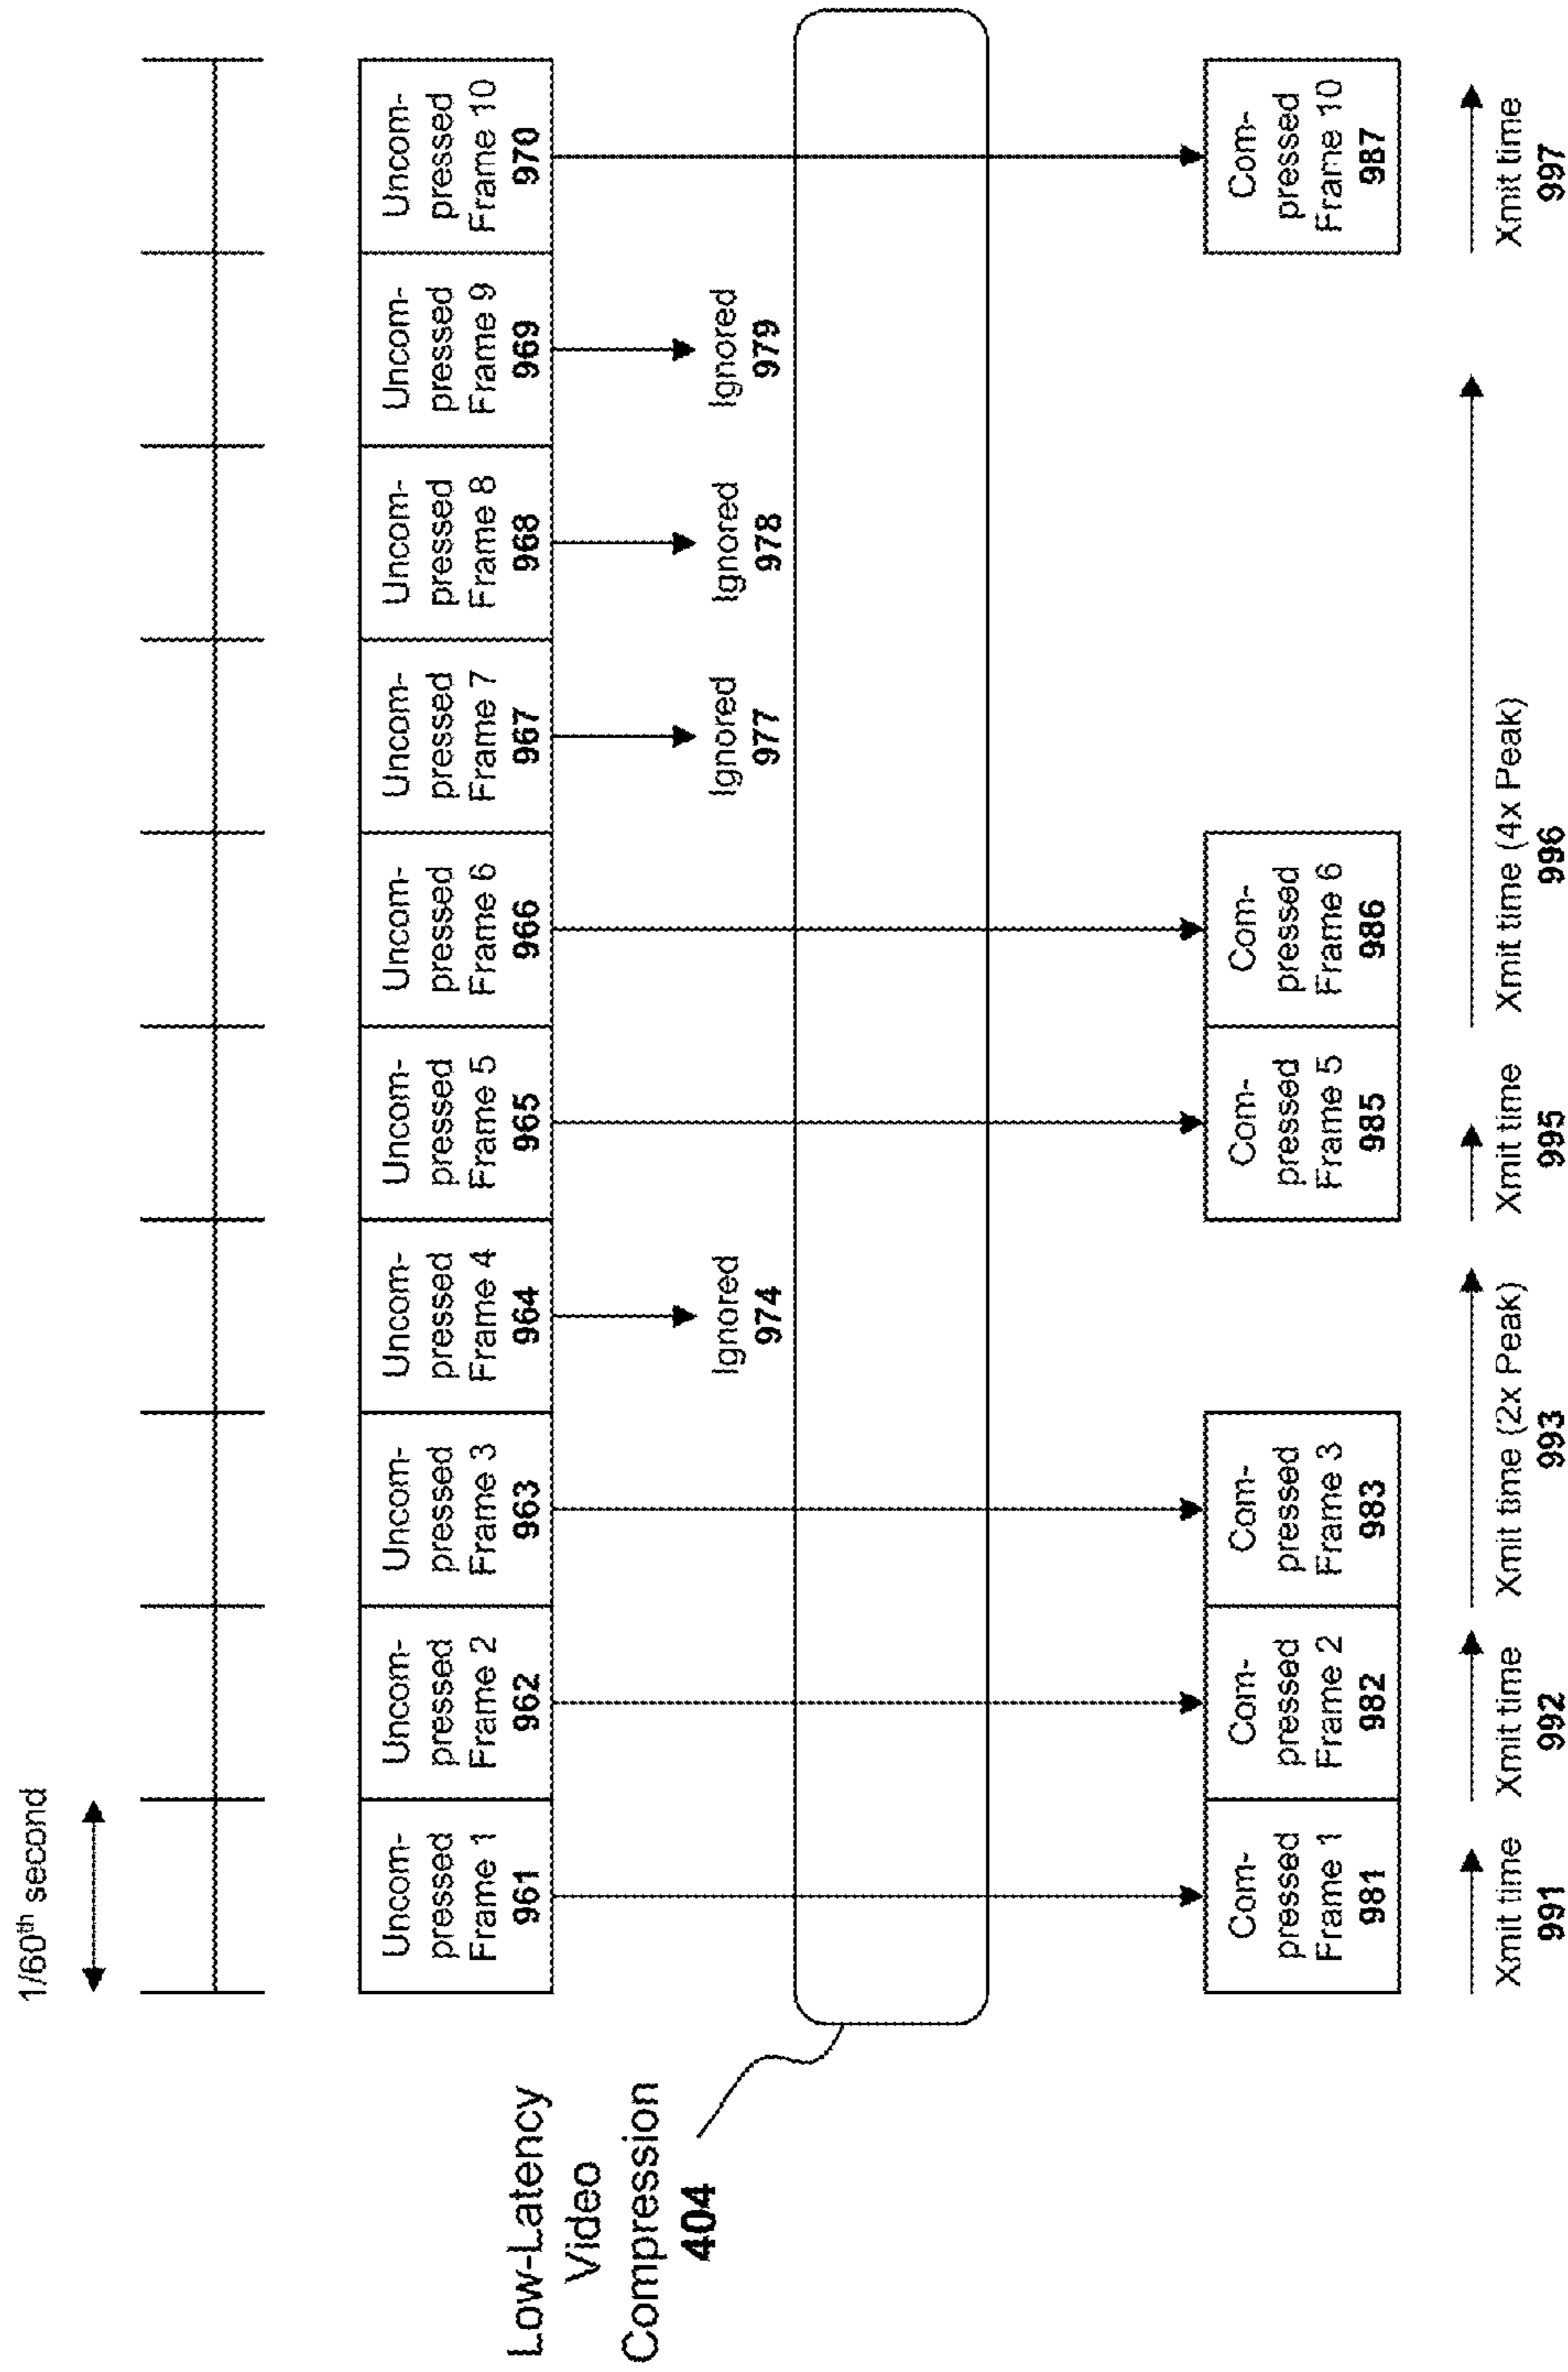 1/60th second
Uncom-
pressed
Frame 1
961
Uncom-
pressed
Frame 2
962
Uncom-
pressed
Frame 3
963
Uncom-
pressed
Frame 4
964
Uncom-
pressed
Frame 5
965
Uncom-
pressed
Frame 6
966
Uncom-
pressed
Frame 7
967
Uncom-
pressed
Frame 8
968
Uncom-
pressed
Frame 9
969
Uncom-
pressed
Frame 10
970
Ignored
974
Ignored
977
Ignored
978
Ignored
979
Low-Latency
Video
Compression
404
Com-
pressed
Frame 1
981
Com-
pressed
Frame 2
982
Com-
pressed
Frame 3
983
Com-
pressed
Frame 5
985
Com-
pressed
Frame 6
986
Com-
pressed
Frame 10
987
Xmit time
991
Xmit time
992
Xmit time (2x Peak)
993
Xmit time
995
Xmit time (4x Peak)
996
Xmit time
997